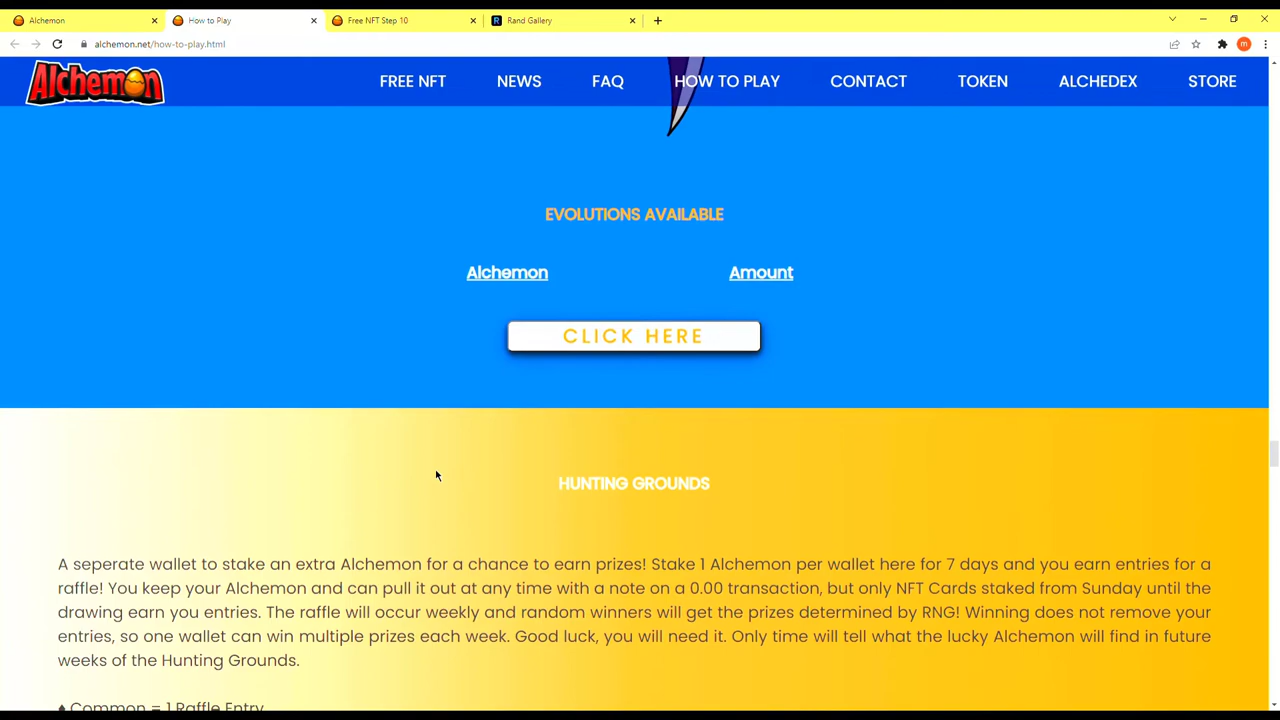 Alchemon
How to Play
Free NFT Step 10
R Rand Gallery
alchemon.net/how-to-play.html
m
Alchemon
FREE NFT
NEWS
FAQ
HOW TO PLAY
CONTACT
TOKEN
ALCHEDEX
STORE
EVOLUTIONS AVAILABLE
Alchemon
Amount
CLICK HERE
HUNTING GROUNDS
A seperate wallet to stake an extra Alchemon for a chance to earn prizes! Stake 1 Alchemon per wallet here for 7 days and you earn entries for a
raffle! You keep your Alchemon and can pull it out at any time with a note on a 0.00 transaction, but only NFT Cards staked from Sunday until the
drawing earn you entries. The raffle will occur weekly and random winners will get the prizes determined by RNG! Winning does not remove your
entries, so one wallet can win multiple prizes each week. Good luck, you will need it. Only time will tell what the lucky Alchemon will find in future
weeks of the Hunting Grounds.
♦ Common = 1 Raffle Entry